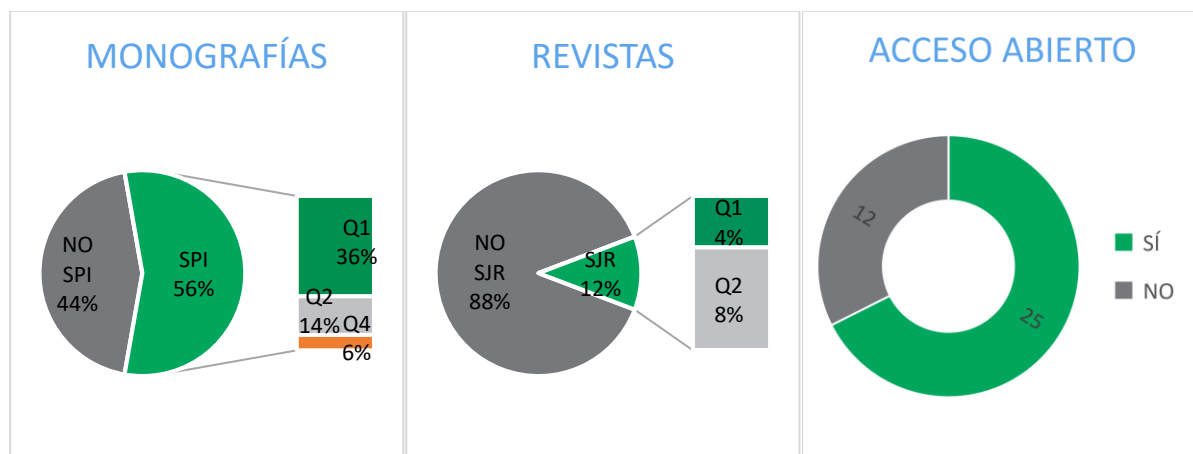 MONOGRAFÍAS
NO
SPI
44%
SPI
56%
Q1
36%
Q2
14%
Q4
6%
REVISTAS
NO
SJR
88%
SJR
12%
Q1
4%
Q2
8%
ACCESO ABIERTO
12
25
SÍ
NO